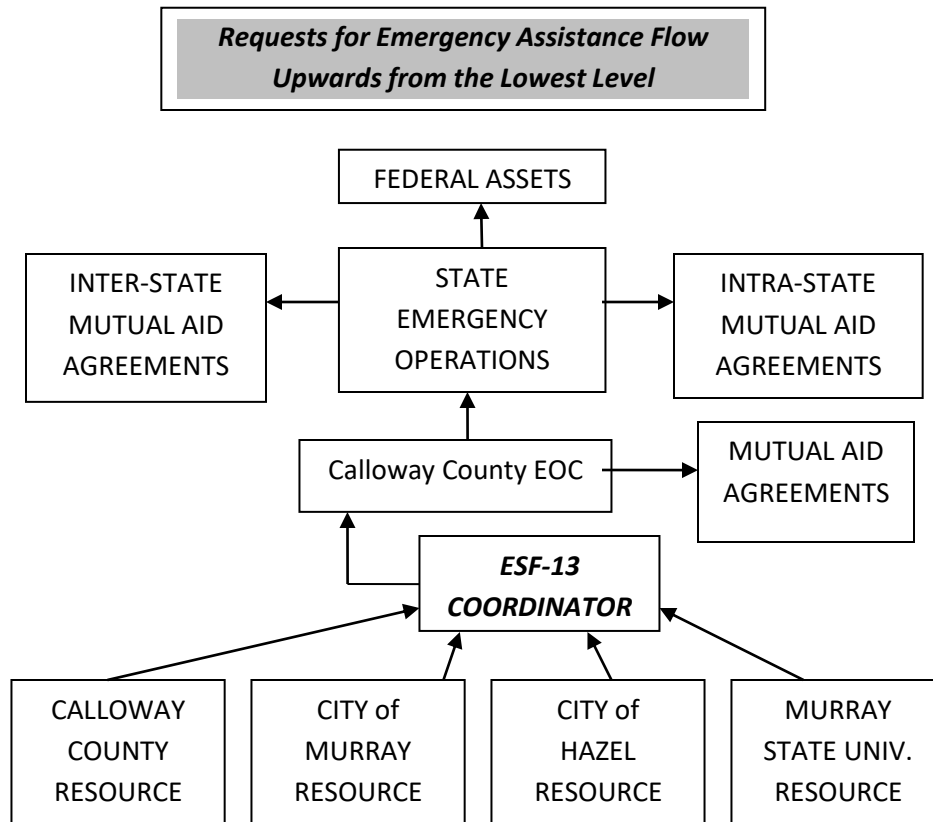 Requests for Emergency Assistance Flow
Upwards from the Lowest Level
FEDERAL ASSETS
INTER-STATE
MUTUAL AID
AGREEMENTS
STATE
EMERGENCY
OPERATIONS
INTRA-STATE
MUTUAL AID
AGREEMENTS
Calloway County EOC
MUTUAL AID
AGREEMENTS
ESF-13
COORDINATOR
CALLOWAY
COUNTY
RESOURCE
CITY of
MURRAY
RESOURCE
CITY of
HAZEL
RESOURCE
MURRAY
STATE UNIV.
RESOURCE